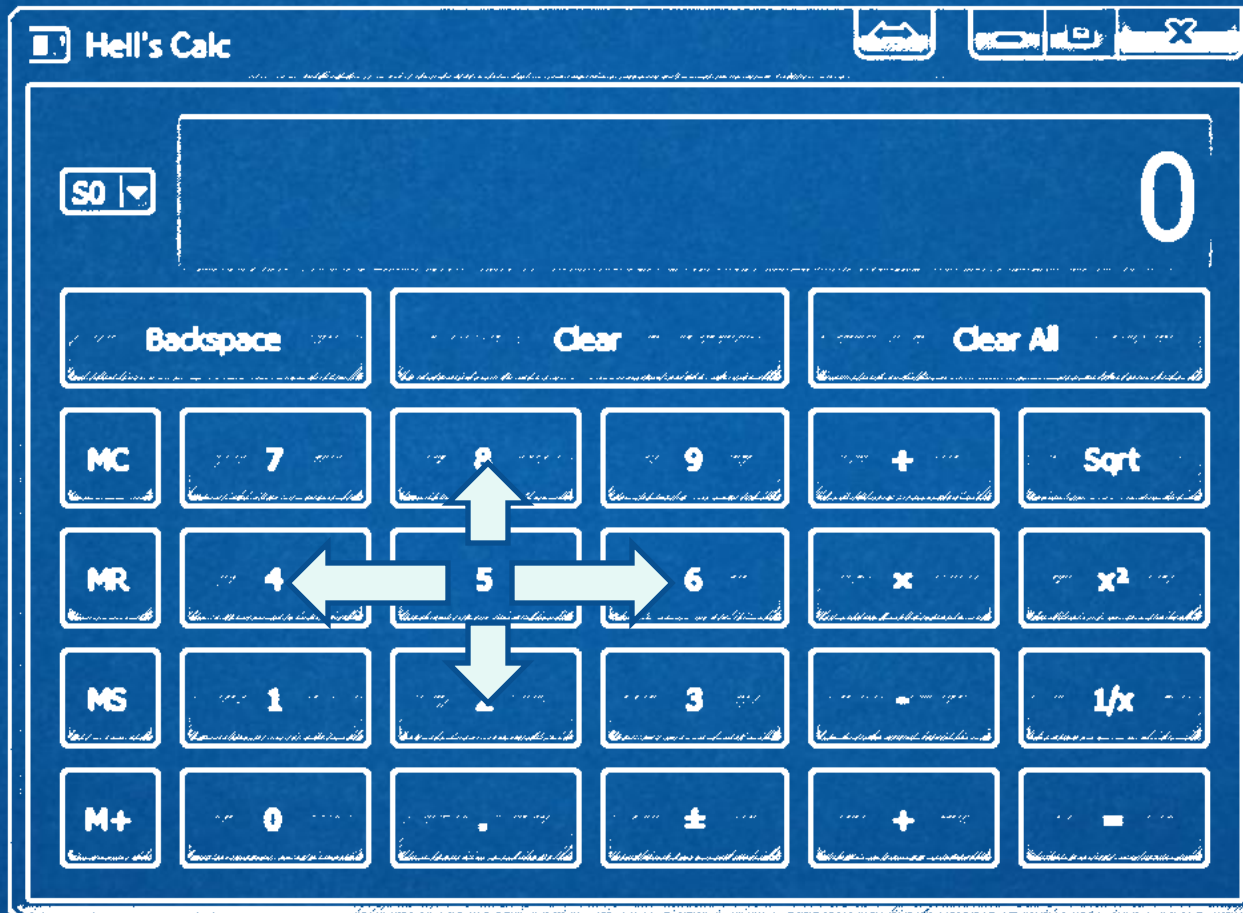 Hell's Calc
S0
0
Backspace Clear Clear All
MC 7 8 9 + Sqrt
MR 4 5 6 x x²
MS 1 3 - 1/x
M+ 0 . ± + =